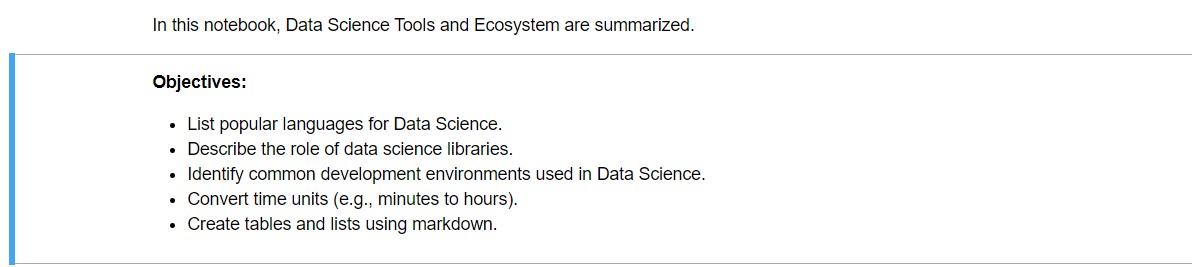 In this notebook, Data Science Tools and Ecosystem are summarized.
Objectives:
• List popular languages for Data Science.
• Describe the role of data science libraries.
• Identify common development environments used in Data Science.
• Convert time units (e.g., minutes to hours).
• Create tables and lists using markdown.